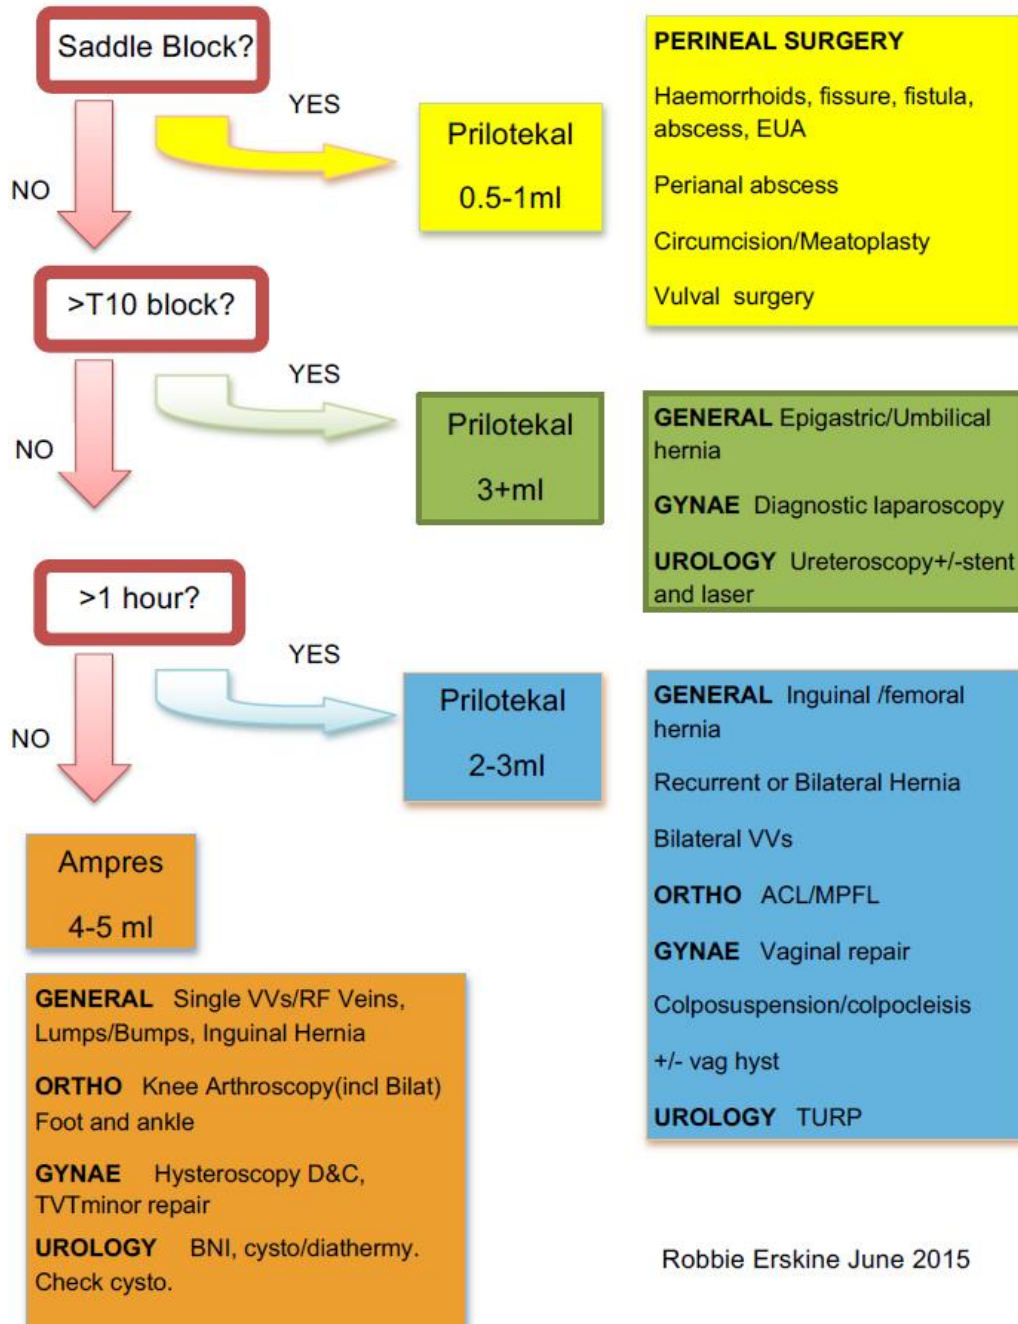 Saddle Block?
YES
NO
Prilotekal
0.5-1ml
PERINEAL SURGERY
Haemorrhoids, fissure, fistula,
abscess, EUA
Perianal abscess
Circumcision/Meatoplasty
Vulval surgery
>T10 block?
YES
NO
Prilotekal
3+ml
GENERAL Epigastric/Umbilical
hernia
GYNAE Diagnostic laparoscopy
UROLOGY Ureteroscopy+/-stent
and laser
>1 hour?
YES
NO
Prilotekal
2-3ml
GENERAL Inguinal /femoral
hernia
Recurrent or Bilateral Hernia
Bilateral VVs
ORTHO ACL/MPFL
GYNAE Vaginal repair
Colposuspension/colpocleisis
+/- vag hyst
UROLOGY TURP
Ampres
4-5 ml
GENERAL Single VVs/RF Veins,
Lumps/Bumps, Inguinal Hernia
ORTHO Knee Arthroscopy(incl Bilat)
Foot and ankle
GYNAE Hysteroscopy D&C,
TVTminor repair
UROLOGY BNI, cysto/diathermy.
Check cysto.
Robbie Erskine June 2015